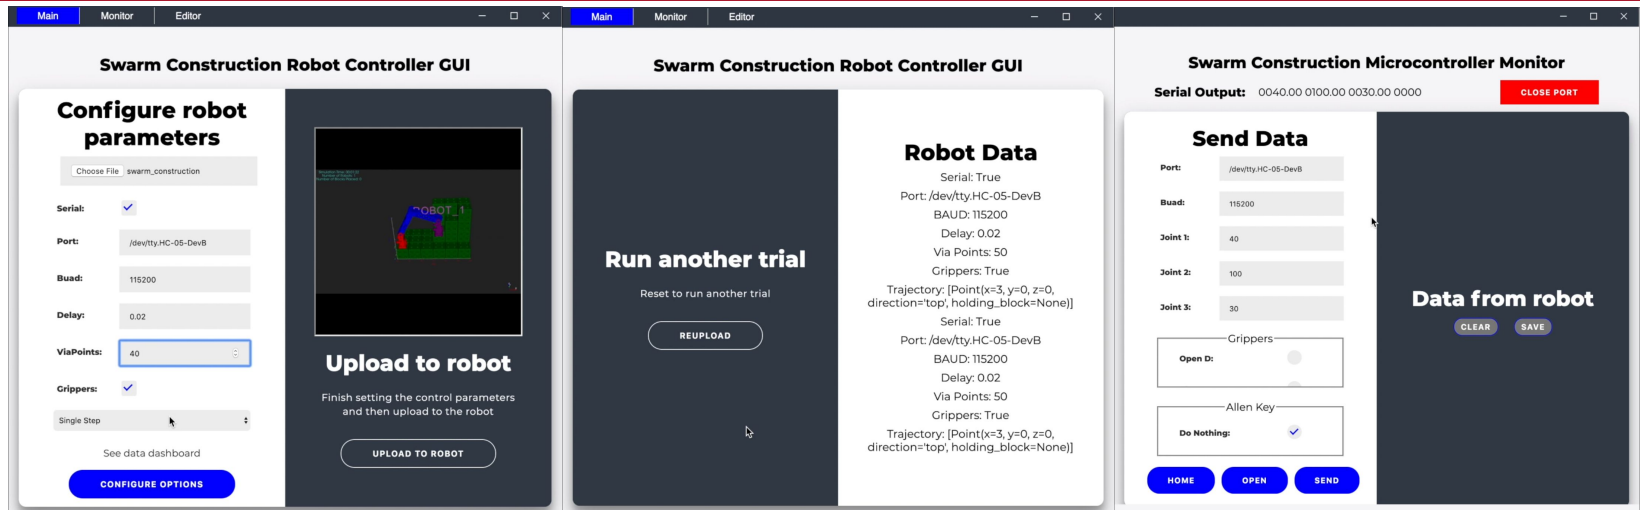 Main Monitor Editor
Swarm Construction Robot Controller GUI
Configure robot
parameters
Choose File swarm_construction
Serial:
Port: /dev/tty.HC-05-DevB
Buad: 115200
Delay: 0.02
ViaPoints: 40
Grippers:
Single Step
See data dashboard
CONFIGURE OPTIONS
ROBOT_1
Upload to robot
Finish setting the control parameters
and then upload to the robot
UPLOAD TO ROBOT
Main Monitor Editor
Swarm Construction Robot Controller GUI
Run another trial
Reset to run another trial
REUPLOAD
Robot Data
Serial: True
Port: /dev/tty.HC-05-DevB
BAUD: 115200
Delay: 0.02
Via Points: 50
Grippers: True
Trajectory: [Point(x=3, y=0, z=0,
direction='top', holding_block=None)]
Serial: True
Port: /dev/tty.HC-05-DevB
BAUD: 115200
Delay: 0.02
Via Points: 50
Grippers: True
Trajectory: [Point(x=3, y=0, z=0,
direction='top', holding_block=None)]
Swarm Construction Microcontroller Monitor
Serial Output: 0040.00 0100.00 0030.00 0000
CLOSE PORT
Send Data
Port: /dev/tty.HC-05-DevB
Buad: 115200
Joint 1: 40
Joint 2: 100
Joint 3: 30
Grippers
Open D:
Allen Key
Do Nothing:
HOME OPEN SEND
Data from robot
CLEAR SAVE